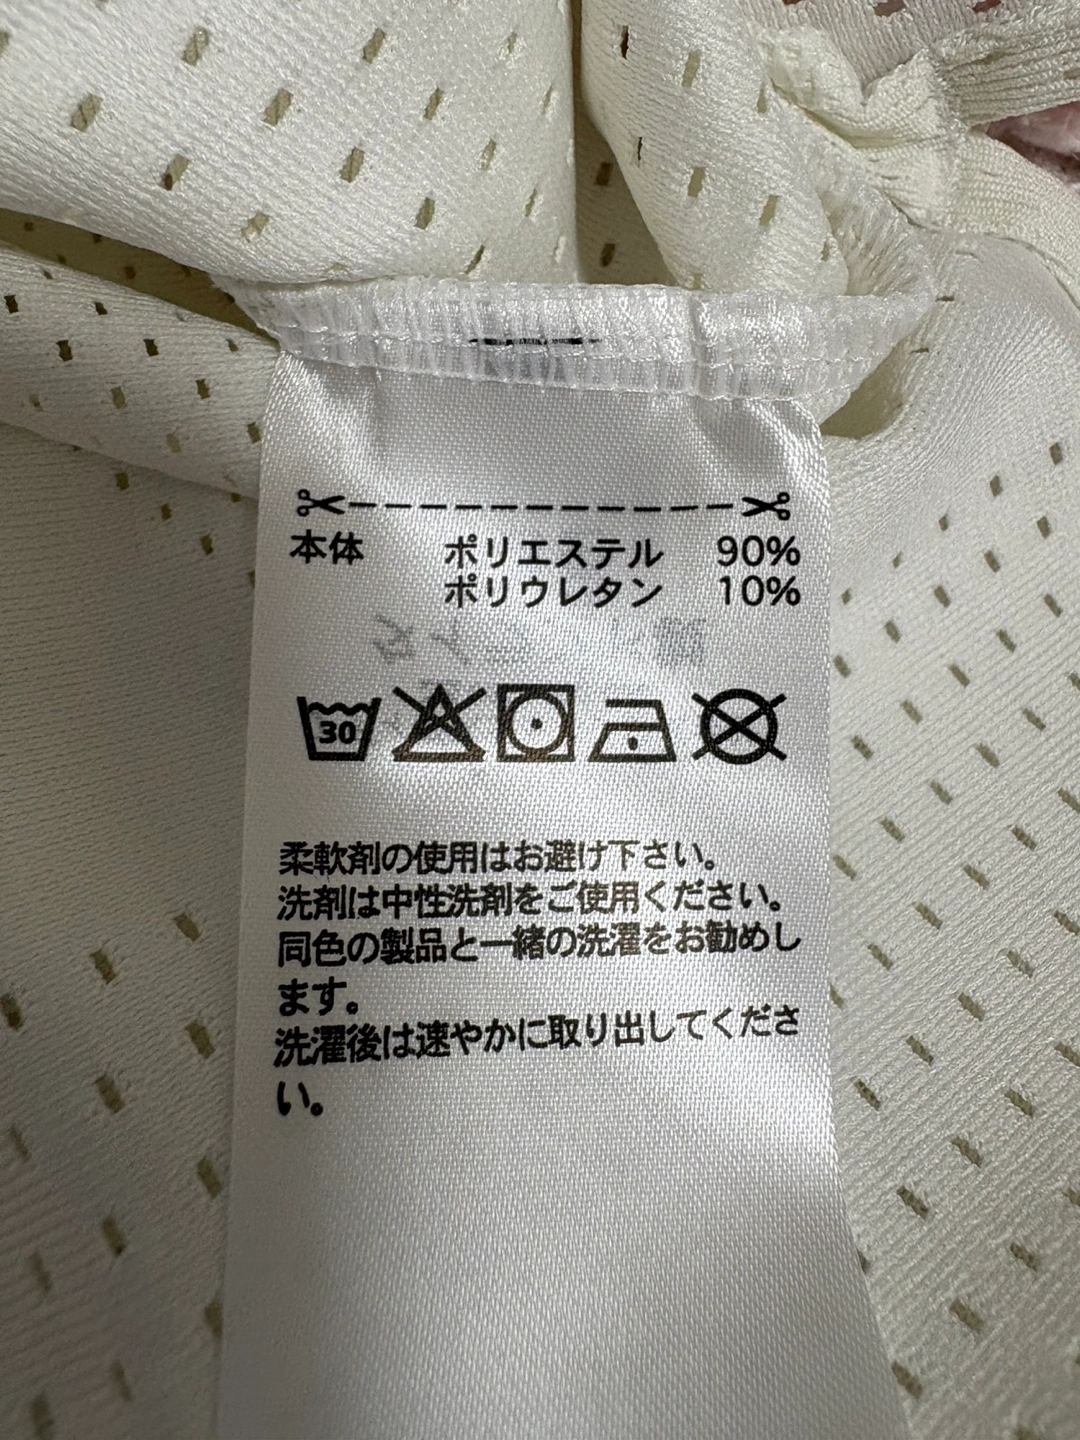 本体 ポリエステル 90%
ポリウレタン 10%
30
柔軟剤の使用はお避け下さい。
洗剤は中性洗剤をご使用ください。
同色の製品と一緒の洗濯をお勧めし
ます。
洗濯後は速やかに取り出してくださ
い。